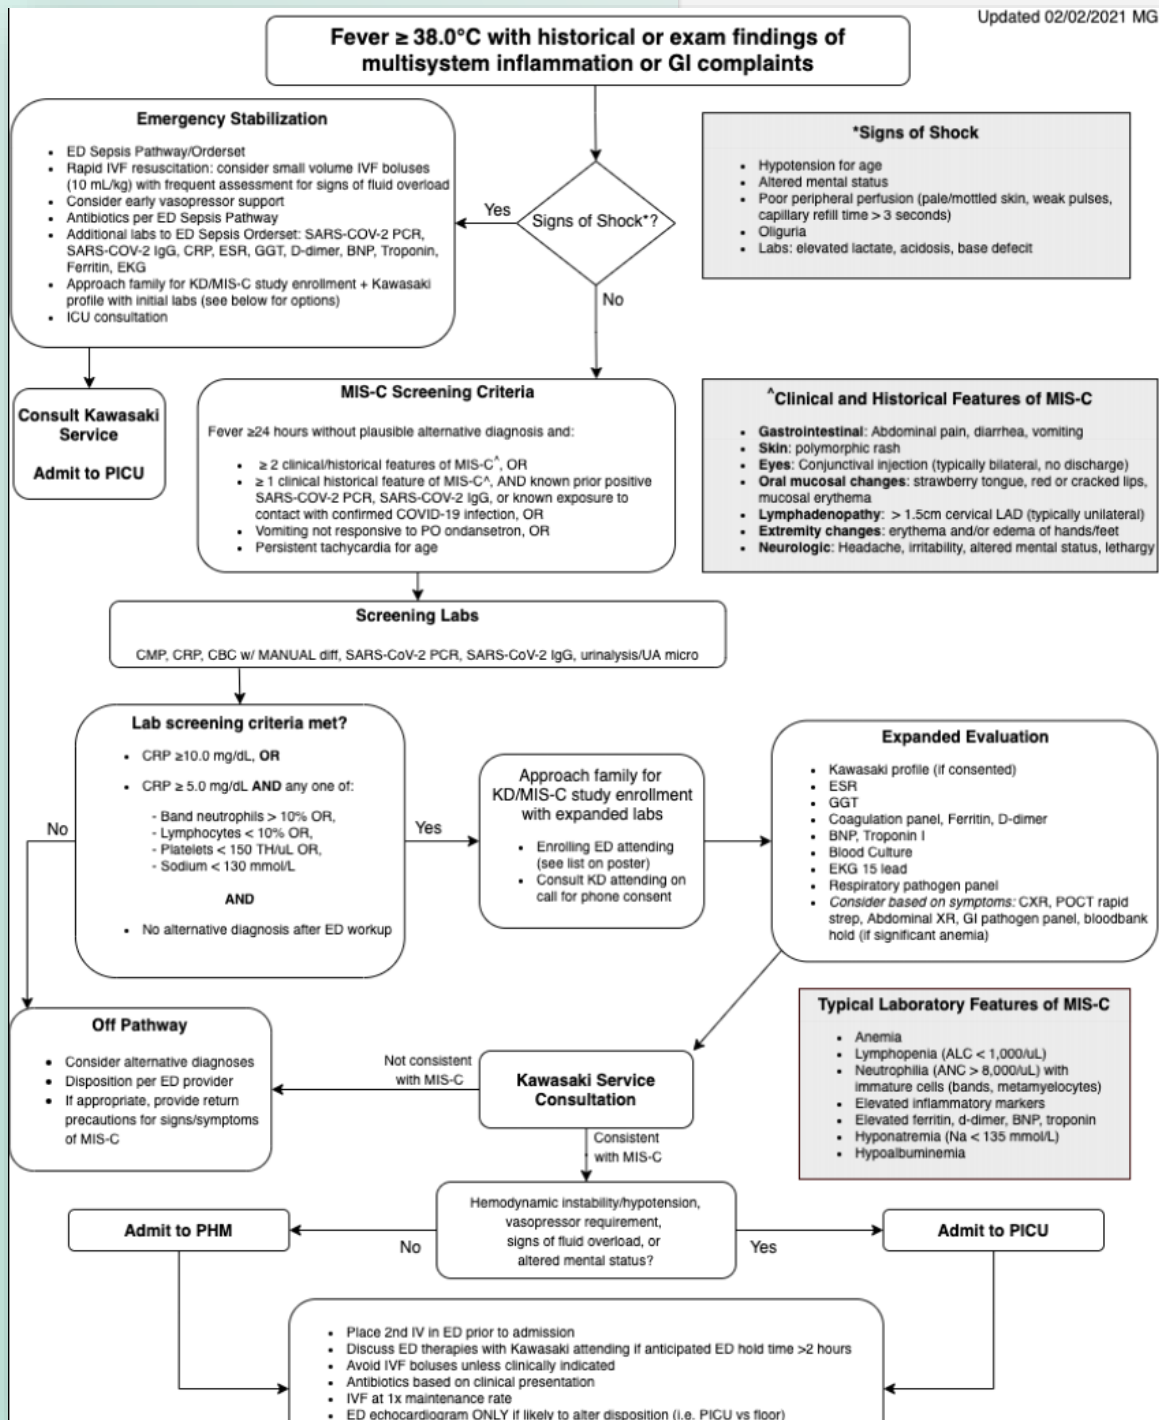 Updated 02/02/2021 MG
Fever ≥ 38.0°C with historical or exam findings of
multisystem inflammation or GI complaints
Emergency Stabilization
• ED Sepsis Pathway/Orderset
• Rapid IVF resuscitation: consider small volume IVF boluses
(10 mL/kg) with frequent assessment for signs of fluid overload
• Consider early vasopressor support
• Antibiotics per ED Sepsis Pathway
• Additional labs to ED Sepsis Orderset: SARS-COV-2 PCR,
SARS-COV-2 IgG, CRP, ESR, GGT, D-dimer, BNP, Troponin,
Ferritin, EKG
• Approach family for KD/MIS-C study enrollment + Kawasaki
profile with initial labs (see below for options)
• ICU consultation
Yes
Signs of Shock*?
No
*Signs of Shock
• Hypotension for age
• Altered mental status
• Poor peripheral perfusion (pale/mottled skin, weak pulses,
capillary refill time > 3 seconds)
• Oliguria
• Labs: elevated lactate, acidosis, base defecit
Consult Kawasaki
Service
Admit to PICU
MIS-C Screening Criteria
Fever ≥24 hours without plausible alternative diagnosis and:
• ≥ 2 clinical/historical features of MIS-C^, OR
• ≥ 1 clinical historical feature of MIS-C^, AND known prior positive
SARS-COV-2 PCR, SARS-COV-2 IgG, or known exposure to
contact with confirmed COVID-19 infection, OR
• Vomiting not responsive to PO ondansetron, OR
• Persistent tachycardia for age
^Clinical and Historical Features of MIS-C
• Gastrointestinal: Abdominal pain, diarrhea, vomiting
• Skin: polymorphic rash
• Eyes: Conjunctival injection (typically bilateral, no discharge)
• Oral mucosal changes: strawberry tongue, red or cracked lips,
mucosal erythema
• Lymphadenopathy: > 1.5cm cervical LAD (typically unilateral)
• Extremity changes: erythema and/or edema of hands/feet
• Neurologic: Headache, irritability, altered mental status, lethargy
Screening Labs
CMP, CRP, CBC w/ MANUAL diff, SARS-CoV-2 PCR, SARS-CoV-2 IgG, urinalysis/UA micro
Lab screening criteria met?
• CRP ≥10.0 mg/dL, OR
• CRP ≥ 5.0 mg/dL AND any one of:
- Band neutrophils > 10% OR,
- Lymphocytes < 10% OR,
- Platelets < 150 TH/uL OR,
- Sodium < 130 mmol/L
AND
• No alternative diagnosis after ED workup
No
Yes
Approach family for
KD/MIS-C study enrollment
with expanded labs
• Enrolling ED attending
(see list on poster)
• Consult KD attending on
call for phone consent
Expanded Evaluation
• Kawasaki profile (if consented)
• ESR
• GGT
• Coagulation panel, Ferritin, D-dimer
• BNP, Troponin I
• Blood Culture
• EKG 15 lead
• Respiratory pathogen panel
• Consider based on symptoms: CXR, POCT rapid
strep, Abdominal XR, GI pathogen panel, bloodbank
hold (if significant anemia)
Off Pathway
• Consider alternative diagnoses
• Disposition per ED provider
• If appropriate, provide return
precautions for signs/symptoms
of MIS-C
Not consistent
with MIS-C
Kawasaki Service
Consultation
Consistent
with MIS-C
Typical Laboratory Features of MIS-C
• Anemia
• Lymphopenia (ALC < 1,000/uL)
• Neutrophilia (ANC > 8,000/uL) with
immature cells (bands, metamyelocytes)
• Elevated inflammatory markers
• Elevated ferritin, d-dimer, BNP, troponin
• Hyponatremia (Na < 135 mmol/L)
• Hypoalbuminemia
Admit to PHM
No
Hemodynamic instability/hypotension,
vasopressor requirement,
signs of fluid overload, or
altered mental status?
Yes
Admit to PICU
• Place 2nd IV in ED prior to admission
• Discuss ED therapies with Kawasaki attending if anticipated ED hold time >2 hours
• Avoid IVF boluses unless clinically indicated
• Antibiotics based on clinical presentation
• IVF at 1x maintenance rate
• ED echocardiogram ONLY if likely to alter disposition (i.e. PICU vs floor)